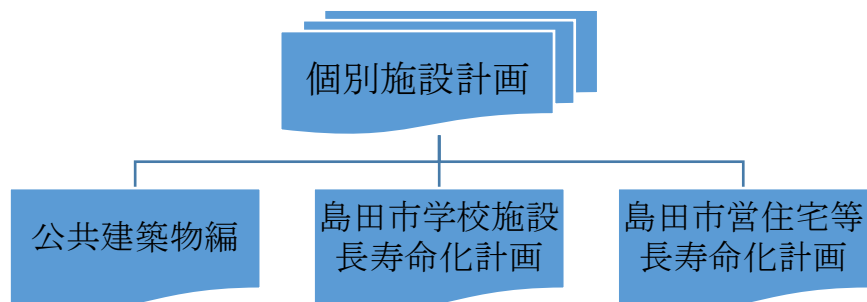 個別施設計画
公共建築物編
島田市学校施設
長寿命化計画
島田市営住宅等
長寿命化計画